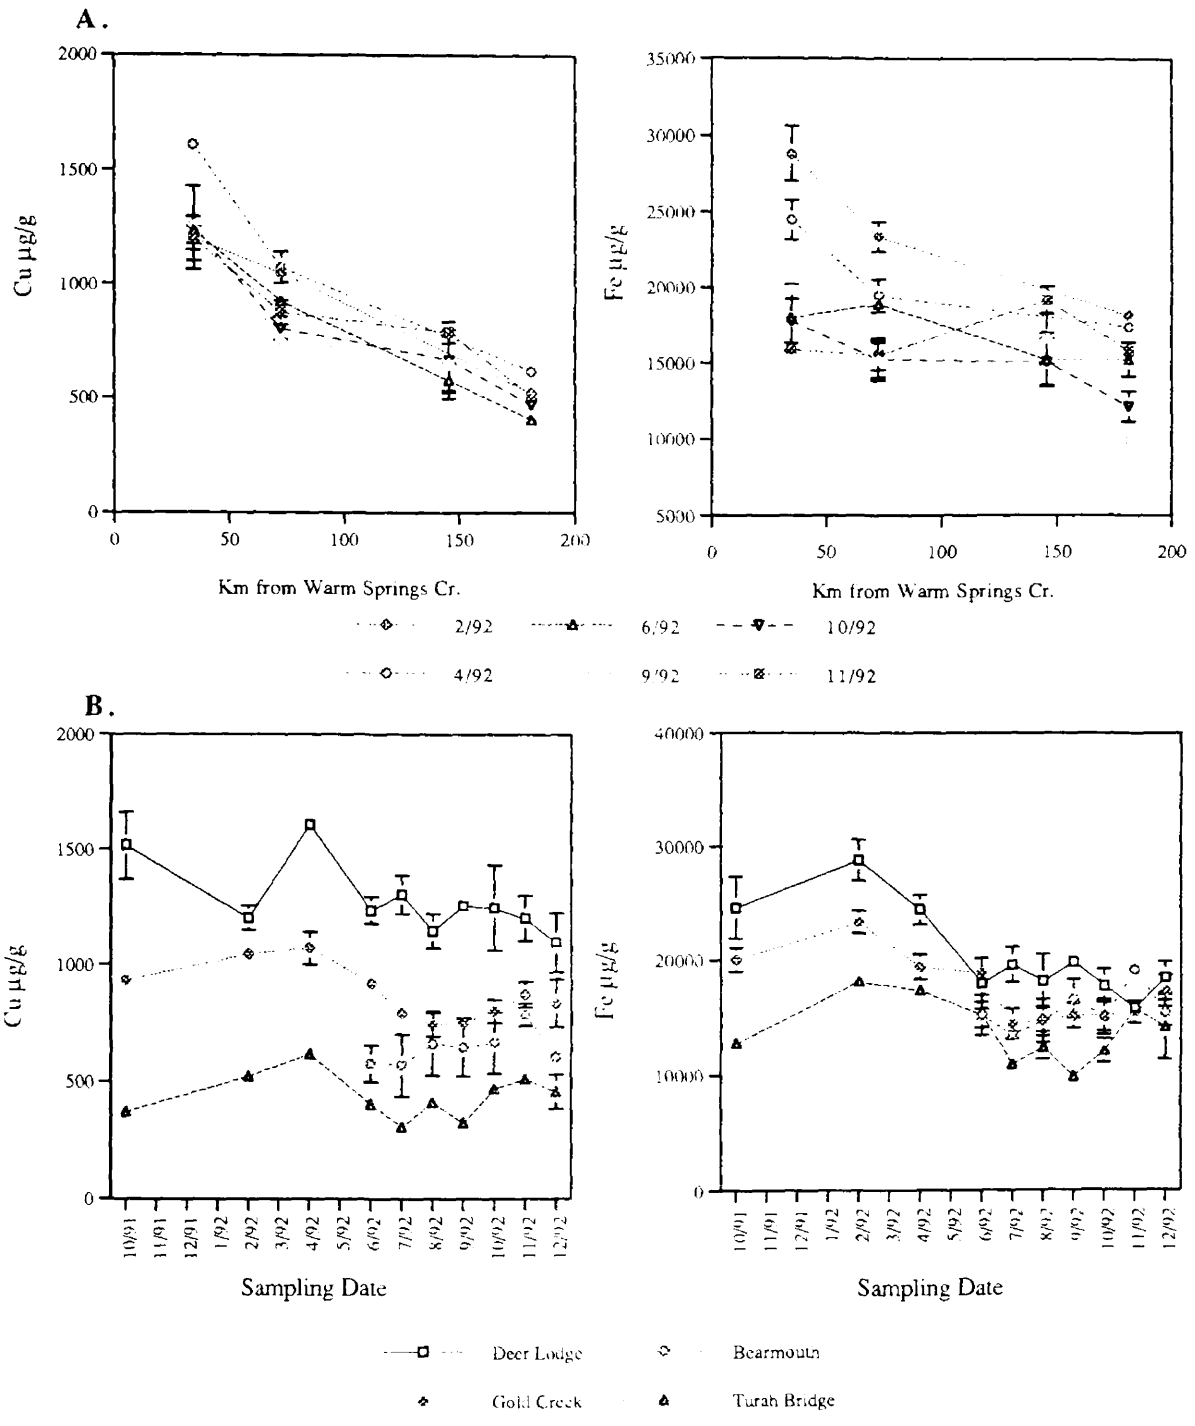 A.
2000
1500
1000
500
0
Cu µg/g
0 50 100 150 200
Km from Warm Springs Cr.
35000
30000
25000
20000
15000
10000
5000
Fe µg/g
0 50 100 150 200
Km from Warm Springs Cr.
2/92 6/92 10/92
4/92 9/92 11/92
B.
2000
1500
1000
500
0
Cu µg/g
10/91 11/91 12/91 1/92 2/92 3/92 4/92 5/92 6/92 7/92 8/92 9/92 10/92 11/92 12/92
Sampling Date
40000
30000
20000
10000
0
Fe µg/g
10/91 11/91 12/91 1/92 2/92 3/92 4/92 5/92 6/92 7/92 8/92 9/92 10/92 11/92 12/92
Sampling Date
Deer Lodge Bearmouth
Gold Creek Turah Bridge